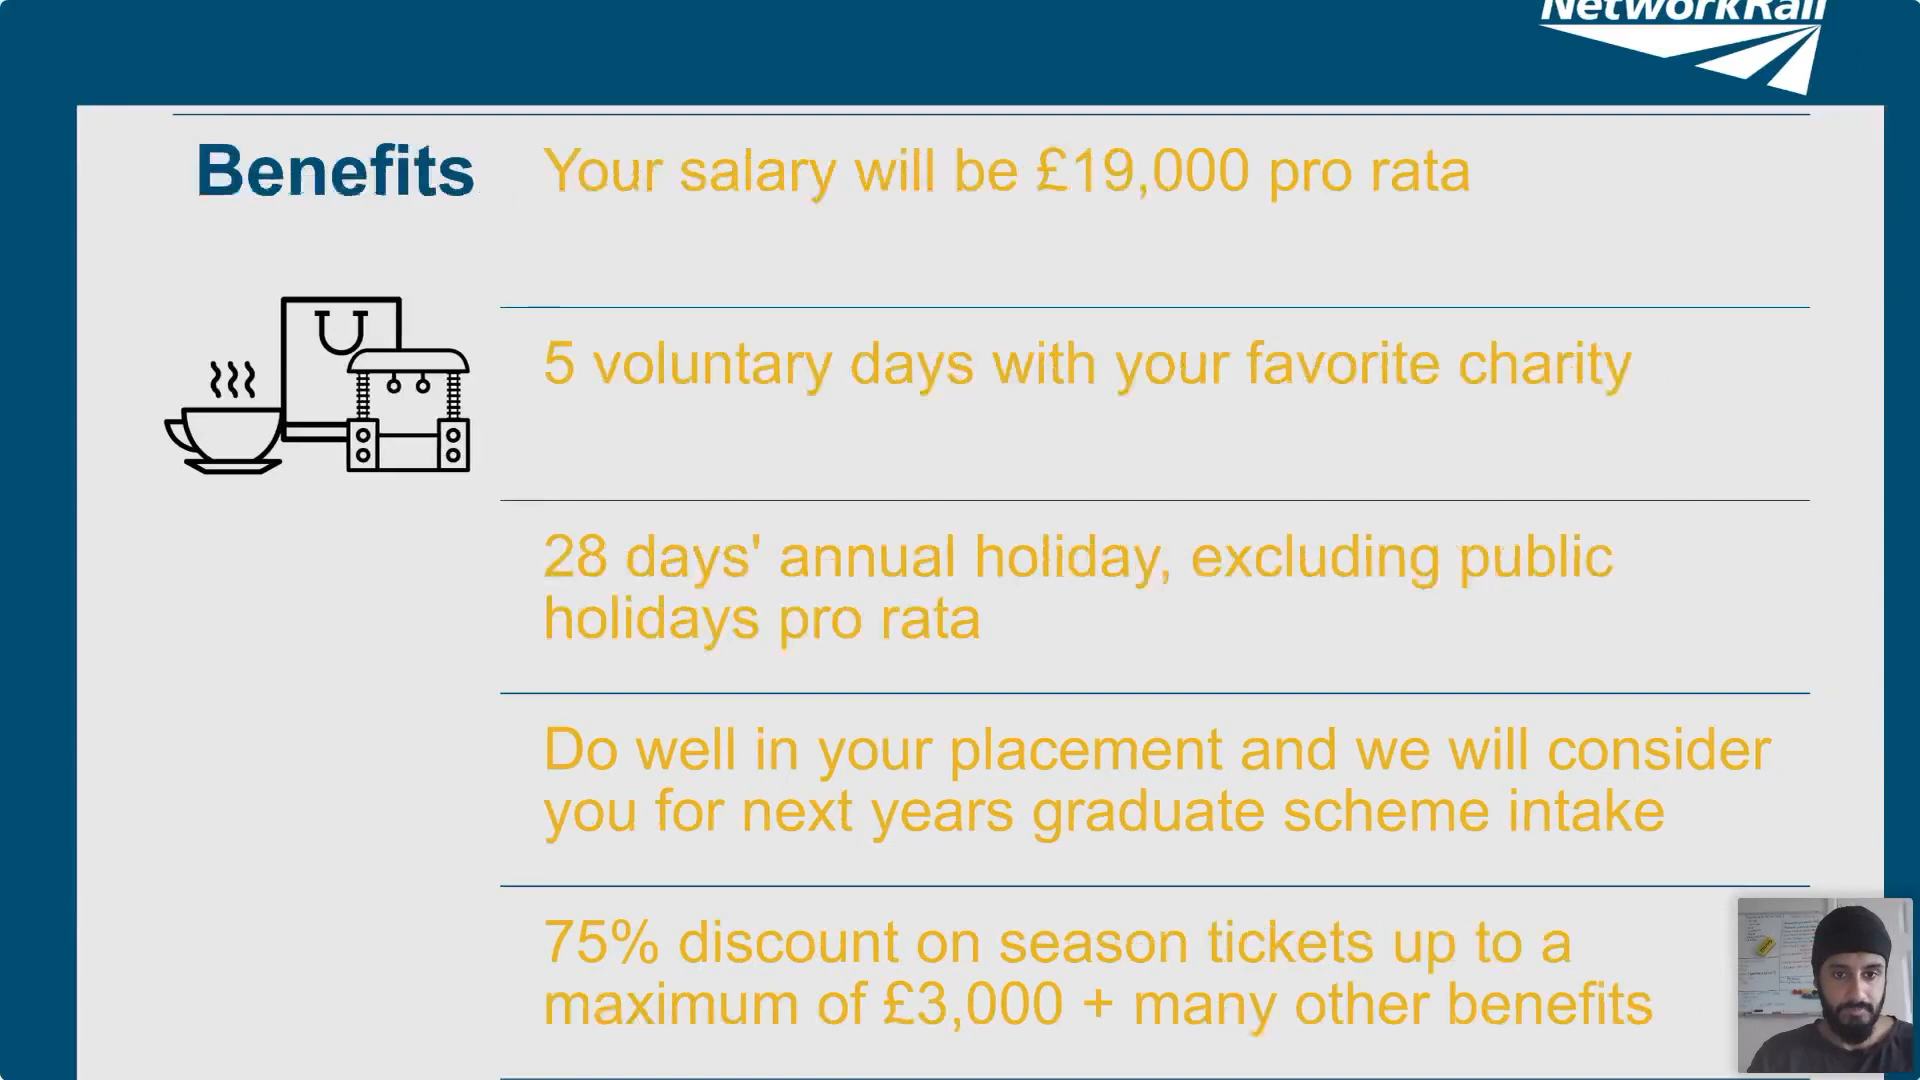 NetworkRail
Benefits
Your salary will be £19,000 pro rata
5 voluntary days with your favorite charity
28 days' annual holiday, excluding public
holidays pro rata
Do well in your placement and we will consider
you for next years graduate scheme intake
75% discount on season tickets up to a
maximum of £3,000 + many other benefits